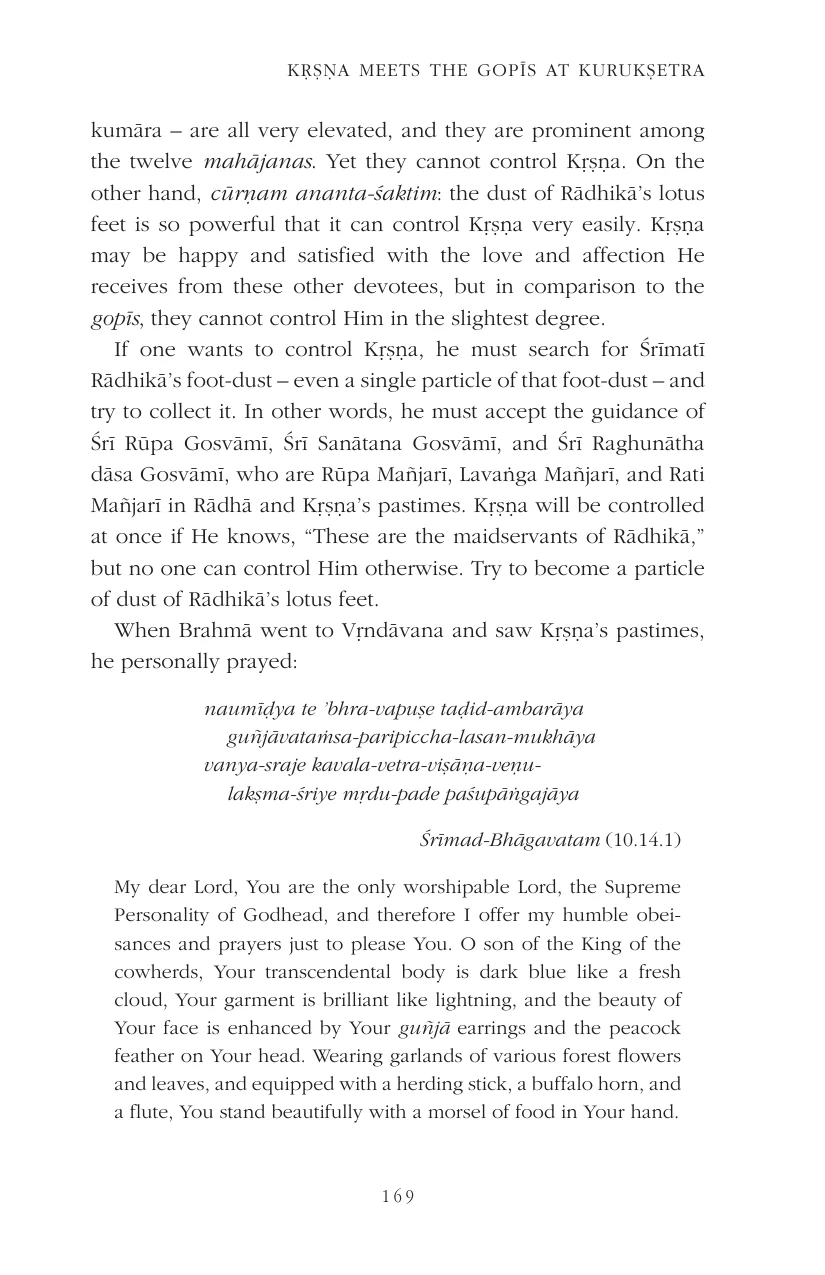 KṚṢṆA MEETS THE GOPĪS AT KURUKṢETRA
kumāra – are all very elevated, and they are prominent among
the twelve mahājanas. Yet they cannot control Kṛṣṇa. On the
other hand, cūrṇam ananta-śaktim: the dust of Rādhikā’s lotus
feet is so powerful that it can control Kṛṣṇa very easily. Kṛṣṇa
may be happy and satisfied with the love and affection He
receives from these other devotees, but in comparison to the
gopīs, they cannot control Him in the slightest degree.
If one wants to control Kṛṣṇa, he must search for Śrīmatī
Rādhikā’s foot-dust – even a single particle of that foot-dust – and
try to collect it. In other words, he must accept the guidance of
Śrī Rūpa Gosvāmī, Śrī Sanātana Gosvāmī, and Śrī Raghunātha
dāsa Gosvāmī, who are Rūpa Mañjarī, Lavaṅga Mañjarī, and Rati
Mañjarī in Rādhā and Kṛṣṇa’s pastimes. Kṛṣṇa will be controlled
at once if He knows, “These are the maidservants of Rādhikā,”
but no one can control Him otherwise. Try to become a particle
of dust of Rādhikā’s lotus feet.
When Brahmā went to Vṛndāvana and saw Kṛṣṇa’s pastimes,
he personally prayed:
naumīḍya te ’bhra-vapuṣe taḍid-ambarāya
guñjāvataṁsa-paripiccha-lasan-mukhāya
vanya-sraje kavala-vetra-viṣāṇa-veṇu-
lakṣma-śriye mṛdu-pade paśupāṅgajāya
Śrīmad-Bhāgavatam (10.14.1)
My dear Lord, You are the only worshipable Lord, the Supreme
Personality of Godhead, and therefore I offer my humble obei-
sances and prayers just to please You. O son of the King of the
cowherds, Your transcendental body is dark blue like a fresh
cloud, Your garment is brilliant like lightning, and the beauty of
Your face is enhanced by Your guñjā earrings and the peacock
feather on Your head. Wearing garlands of various forest flowers
and leaves, and equipped with a herding stick, a buffalo horn, and
a flute, You stand beautifully with a morsel of food in Your hand.
169